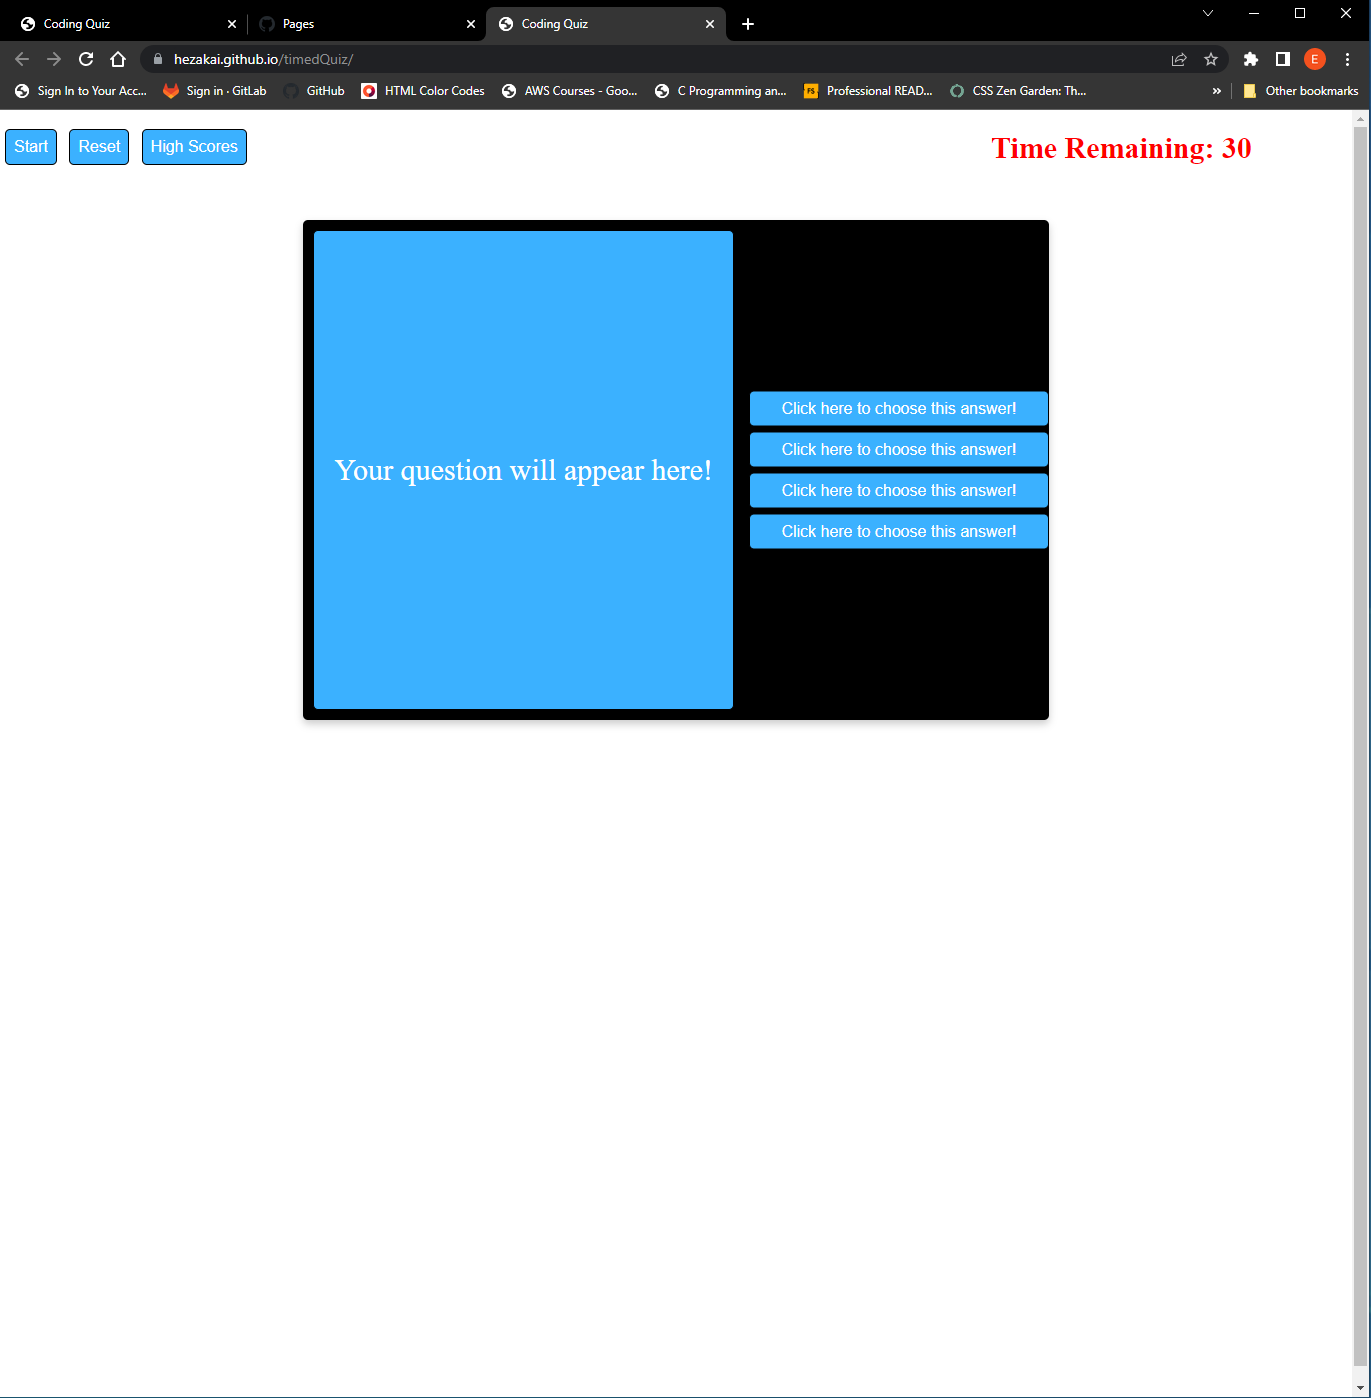 Coding Quiz
Pages
Coding Quiz
hezakai.github.io/timedQuiz/
E
Sign In to Your Acc...
Sign in · GitLab
GitHub
HTML Color Codes
AWS Courses - Goo...
C Programming an...
FS
Professional READ...
CSS Zen Garden: Th...
»
Other bookmarks
Start
Reset
High Scores
Time Remaining: 30
Your question will appear here!
Click here to choose this answer!
Click here to choose this answer!
Click here to choose this answer!
Click here to choose this answer!